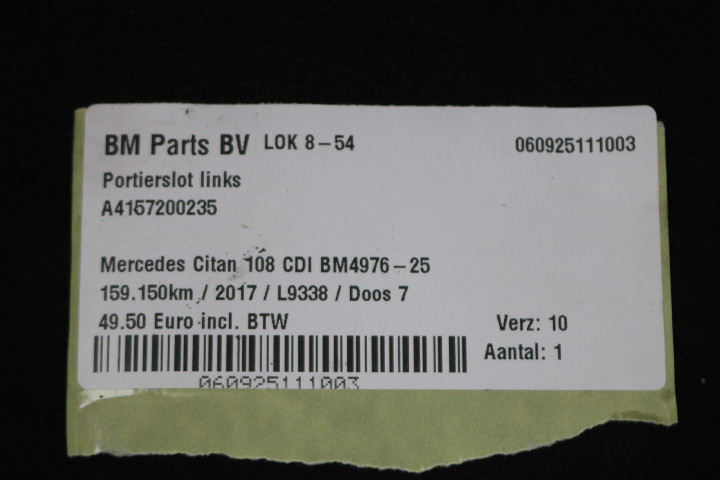 BM Parts BV LOK 8-54 060925111003
Portierslot links
A4157200235
Mercedes Citan 108 CDI BM4976-25
159.150km / 2017 / L9338 / Doos 7
49.50 Euro incl. BTW Verz: 10
Aantal: 1
060925111003